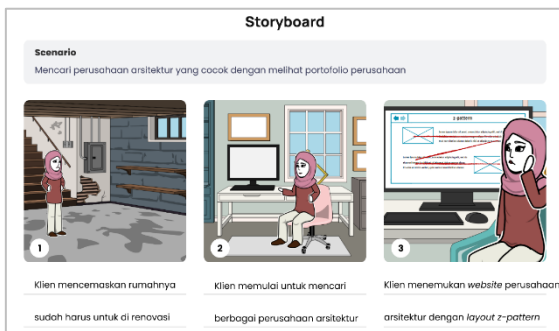 Storyboard
Scenario
Mencari perusahaan arsitektur yang cocok dengan melihat portofolio perusahaan
z-pattern
1
2
3
Klien mencemaskan rumahnya
sudah harus untuk di renovasi
Klien memulai untuk mencari
berbagai perusahaan arsitektur
Klien menemukan website perusahaan
arsitektur dengan layout z-pattern